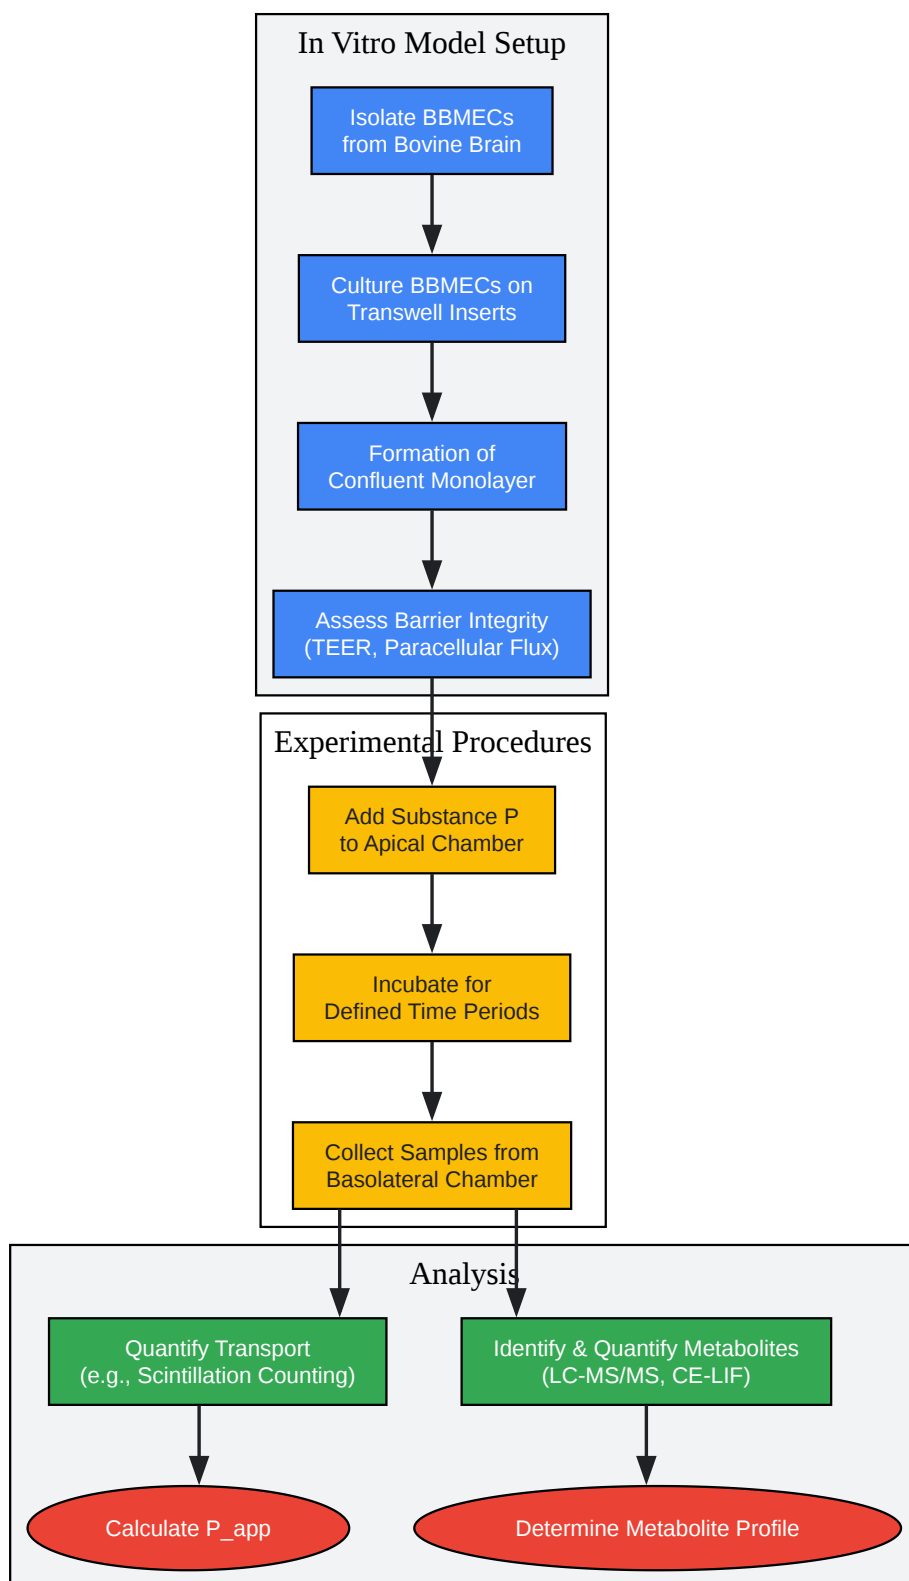 In Vitro Model Setup
Isolate BBMECs
from Bovine Brain
Culture BBMECs on
Transwell Inserts
Formation of
Confluent Monolayer
Assess Barrier Integrity
(TEER, Paracellular Flux)
Experimental Procedures
Add Substance P
to Apical Chamber
Incubate for
Defined Time Periods
Collect Samples from
Basolateral Chamber
Analysis
Quantify Transport
(e.g., Scintillation Counting)
Identify & Quantify Metabolites
(LC-MS/MS, CE-LIF)
Calculate P_app
Determine Metabolite Profile